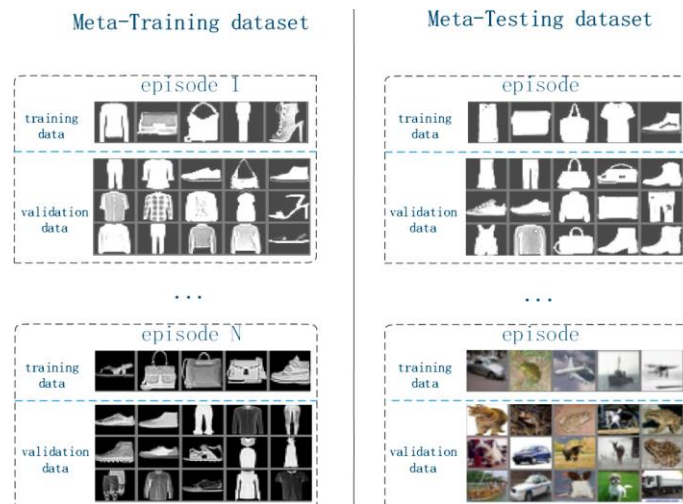 Meta-Training dataset
episode 1
training
data
validation
data
...
episode N
training
data
validation
data
Meta-Testing dataset
episode
training
data
validation
data
...
episode
training
data
validation
data